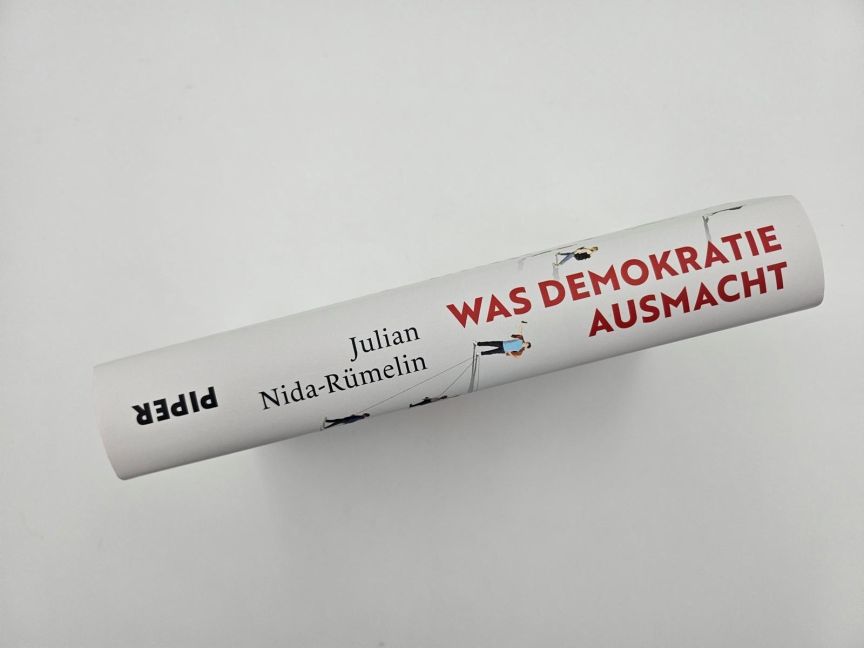 Julian
Nida-Rümelin
WAS DEMOKRATIE
AUSMACHT
PIPER